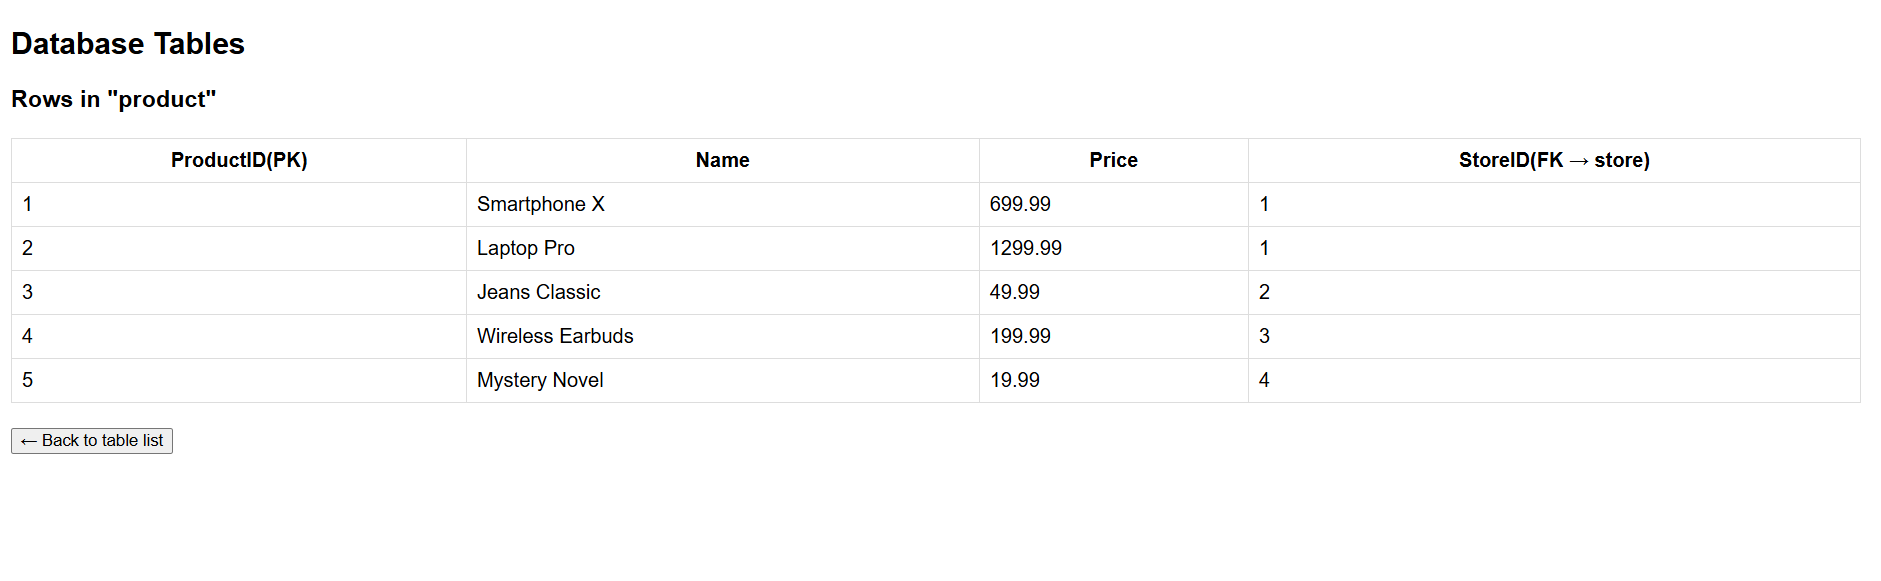 Database Tables
Rows in "product"
ProductID(PK) Name Price StoreID(FK → store)
1 Smartphone X 699.99 1
2 Laptop Pro 1299.99 1
3 Jeans Classic 49.99 2
4 Wireless Earbuds 199.99 3
5 Mystery Novel 19.99 4
← Back to table list